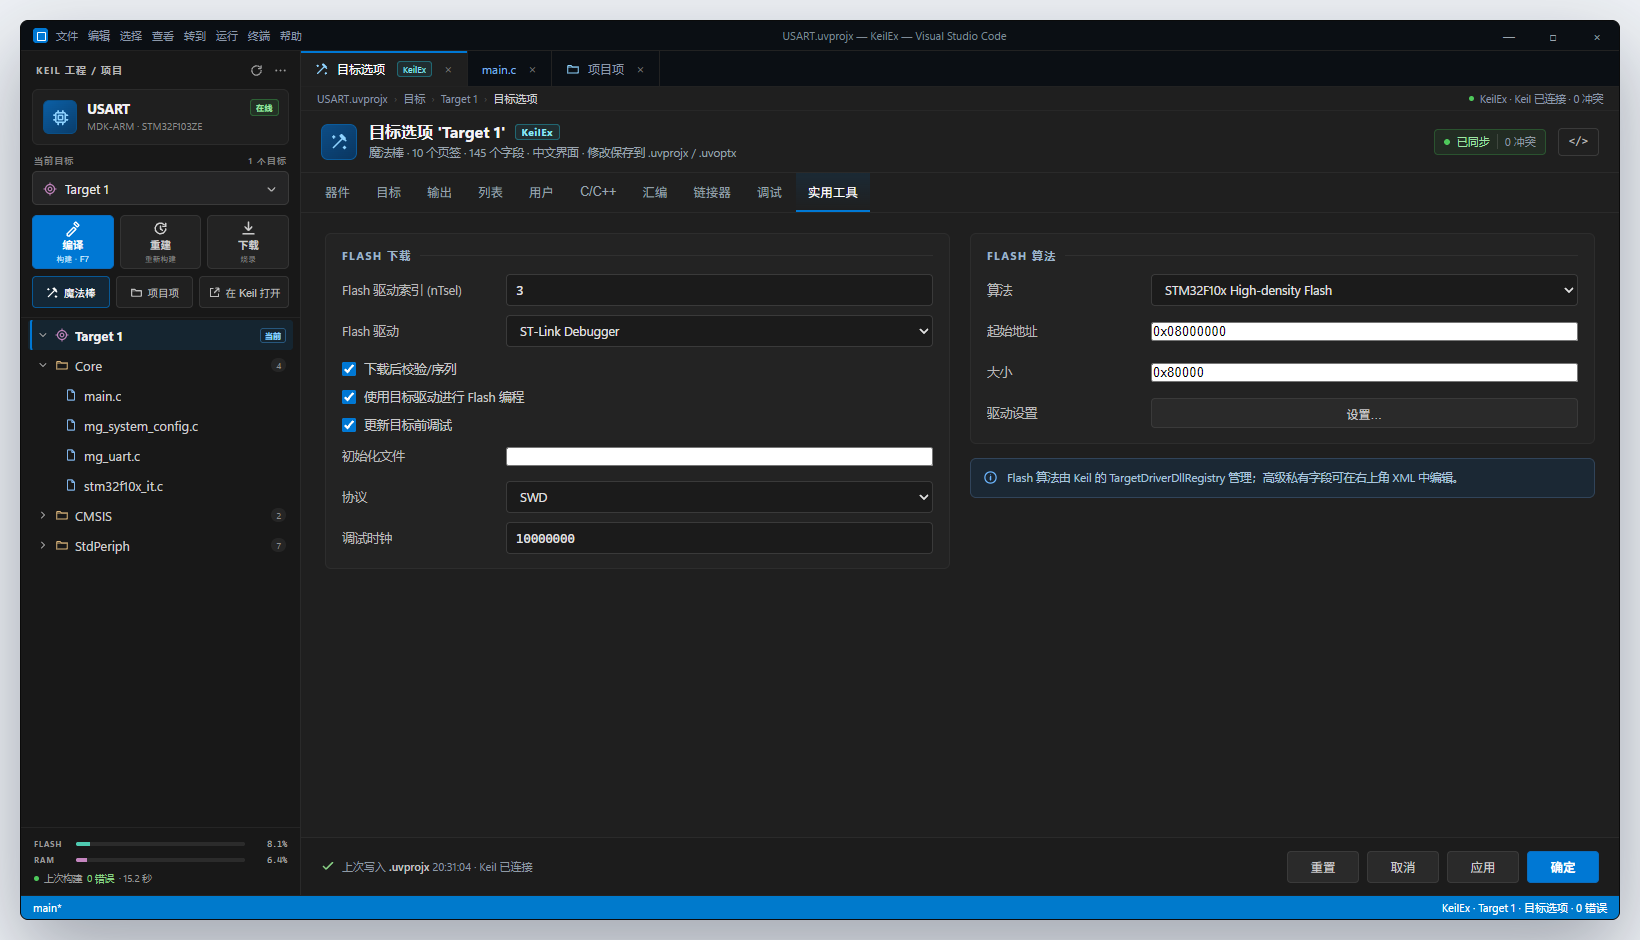 文件 编辑 选择 查看 转到 运行 终端 帮助
USART.uvprojx — KeilEx — Visual Studio Code
KEIL 工程 / 项目
USART
在线
MDK-ARM · STM32F103ZE
当前目标
1 个目标
Target 1
编译
构建 · F7
重建
重新构建
下载
烧录
魔法棒
项目项
在 Keil 打开
Target 1
当前
Core
4
main.c
mg_system_config.c
mg_uart.c
stm32f10x_it.c
CMSIS
2
StdPeriph
7
FLASH
8.1%
RAM
6.4%
上次构建 0 错误 · 15.2 秒
目标选项 KeilEx ×
main.c ×
项目项 ×
USART.uvprojx › 目标 › Target 1 › 目标选项
KeilEx · Keil 已连接 · 0 冲突
目标选项 'Target 1' KeilEx
魔法棒 · 10 个页签 · 145 个字段 · 中文界面 · 修改保存到 .uvprojx / .uvoptx
已同步 0 冲突
</>
器件 目标 输出 列表 用户 C/C++ 汇编 链接器 调试 实用工具
FLASH 下载
Flash 驱动索引 (nTsel)
3
Flash 驱动
ST-Link Debugger
下载后校验/序列
使用目标驱动进行 Flash 编程
更新目标前调试
初始化文件
协议
SWD
调试时钟
10000000
FLASH 算法
算法
STM32F10x High-density Flash
起始地址
0x08000000
大小
0x80000
驱动设置
设置...
Flash 算法由 Keil 的 TargetDriverDllRegistry 管理；高级私有字段可在右上角 XML 中编辑。
上次写入 .uvprojx 20:31:04 · Keil 已连接
重置
取消
应用
确定
main*
KeilEx · Target 1 · 目标选项 · 0 错误